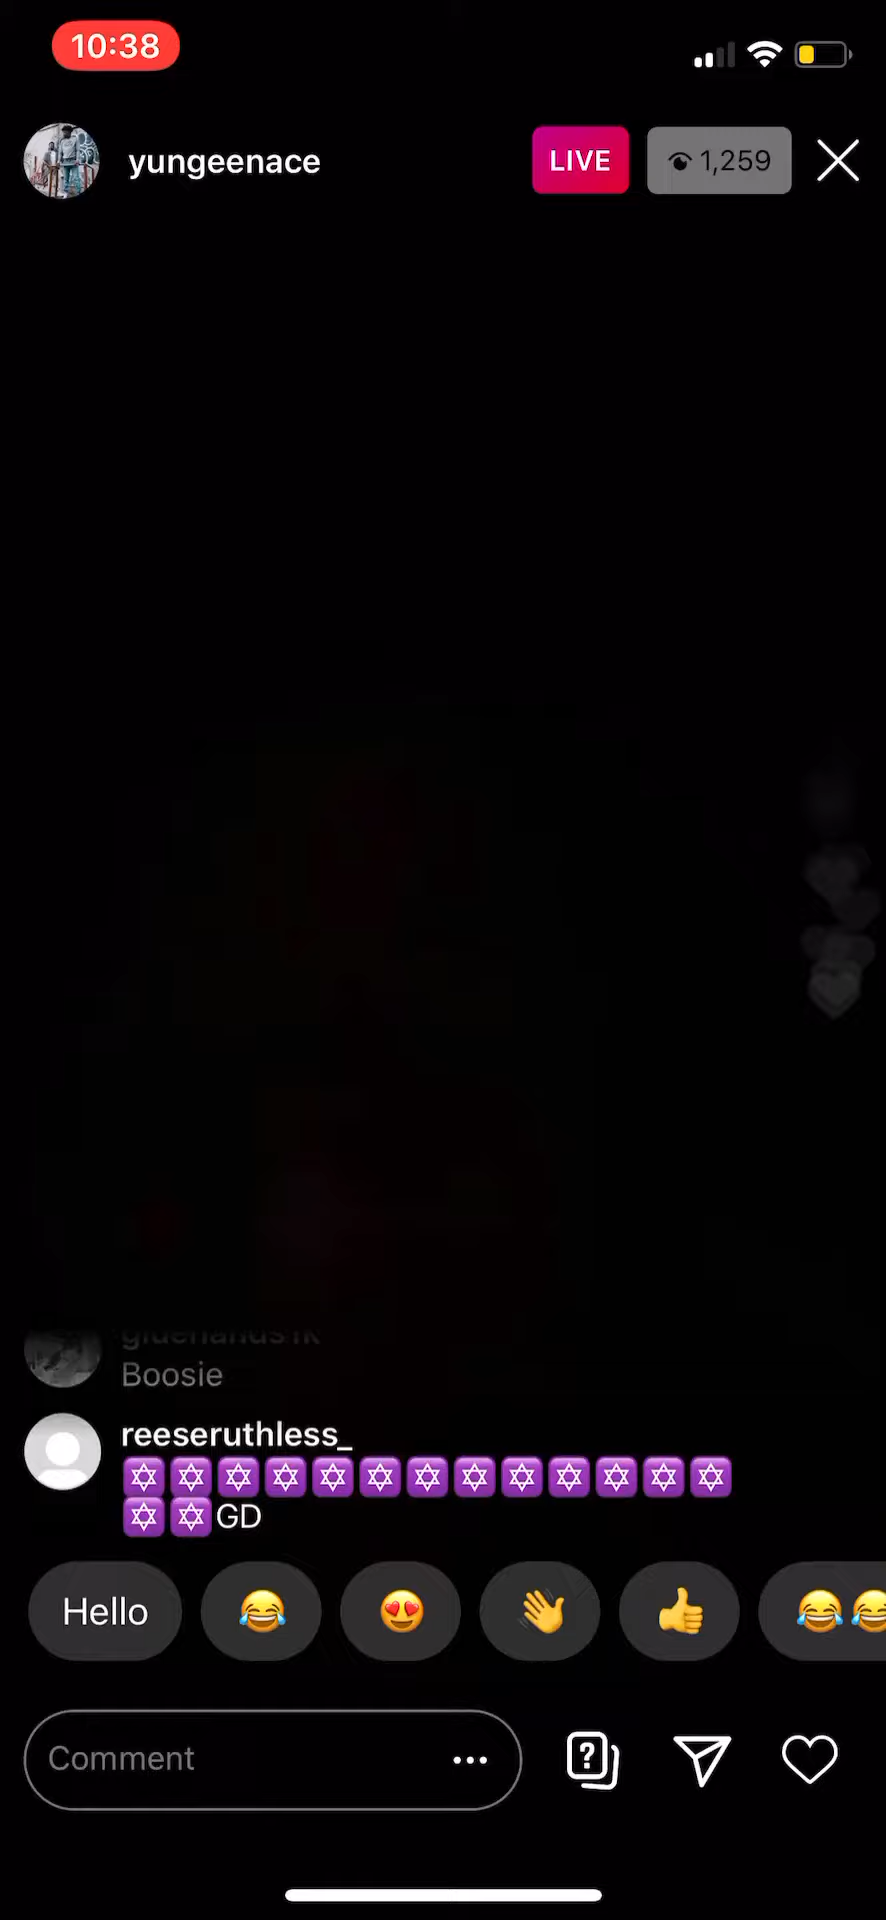 10:38
yungeenace
LIVE
1,259
Boosie
reeseruthless_
✡️✡️✡️✡️✡️✡️✡️✡️✡️✡️✡️✡️✡️
✡️✡️GD
Hello
Comment